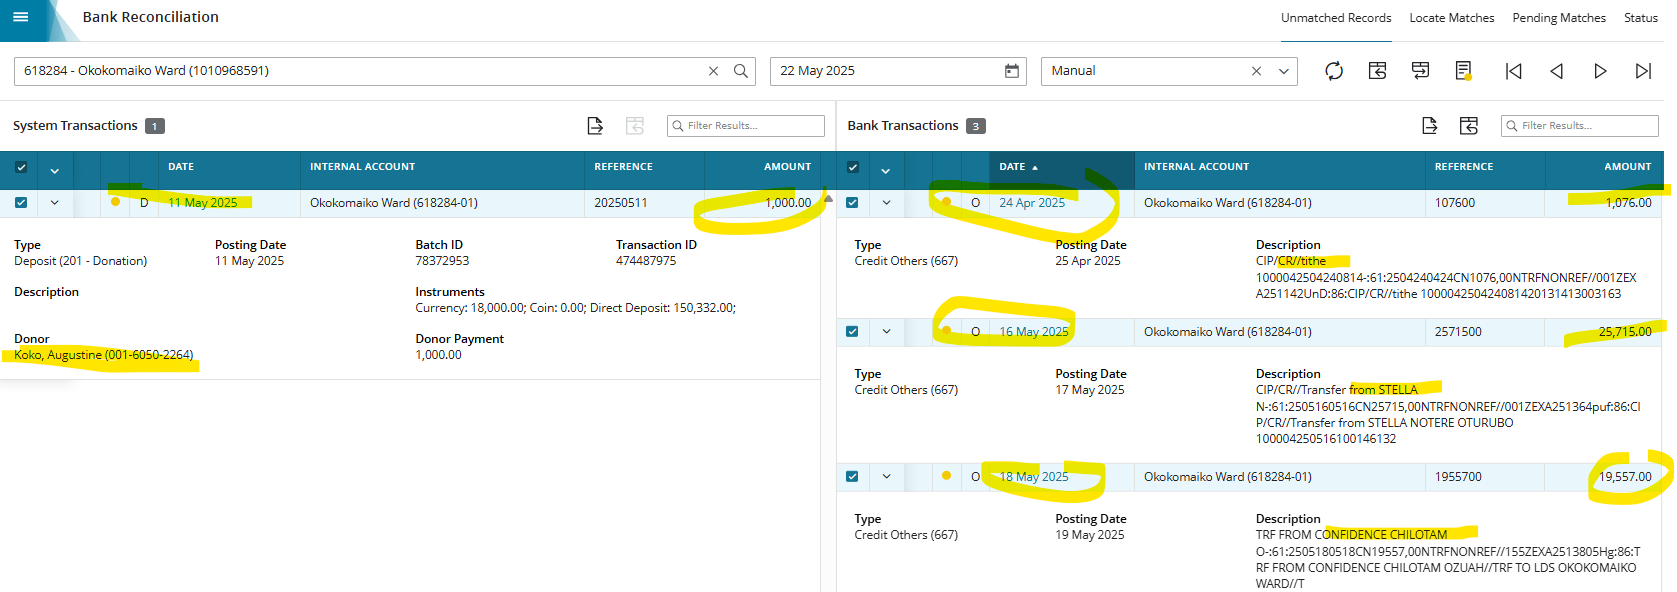 Bank Reconciliation
Unmatched Records Locate Matches Pending Matches Status
618284 - Okokomaiko Ward (1010968591) 22 May 2025 Manual
System Transactions 1 Filter Results...
DATE INTERNAL ACCOUNT REFERENCE AMOUNT
D 11 May 2025 Okokomaiko Ward (618284-01) 20250511 1,000.00
Type Posting Date Batch ID Transaction ID
Deposit (201 - Donation) 11 May 2025 78372953 474487975
Description Instruments
Currency: 18,000.00; Coin: 0.00; Direct Deposit: 150,332.00;
Donor Donor Payment
Koko, Augustine (001-6050-2264) 1,000.00
Bank Transactions 3 Filter Results...
DATE INTERNAL ACCOUNT REFERENCE AMOUNT
O 24 Apr 2025 Okokomaiko Ward (618284-01) 107600 1,076.00
Type Posting Date Description
Credit Others (667) 25 Apr 2025 CIP/CR//tithe
1000042504240814-:61:2504240424CN1076,00NTRFNONREF//001ZEX
A251142UnD:86:CIP/CR//tithe 100004250424081420131413003163
O 16 May 2025 Okokomaiko Ward (618284-01) 2571500 25,715.00
Type Posting Date Description
Credit Others (667) 17 May 2025 CIP/CR//Transfer from STELLA
N-:61:2505160516CN25715,00NTRFNONREF//001ZEXA251364puf:86:CI
P/CR//Transfer from STELLA NOTERE OTURUBO
100004250516100146132
O 18 May 2025 Okokomaiko Ward (618284-01) 1955700 19,557.00
Type Posting Date Description
Credit Others (667) 19 May 2025 TRF FROM CONFIDENCE CHILOTAM
O-:61:2505180518CN19557,00NTRFNONREF//155ZEXA2513805Hg:86:T
RF FROM CONFIDENCE CHILOTAM OZUAH//TRF TO LDS OKOKOMAIKO
WARD//T